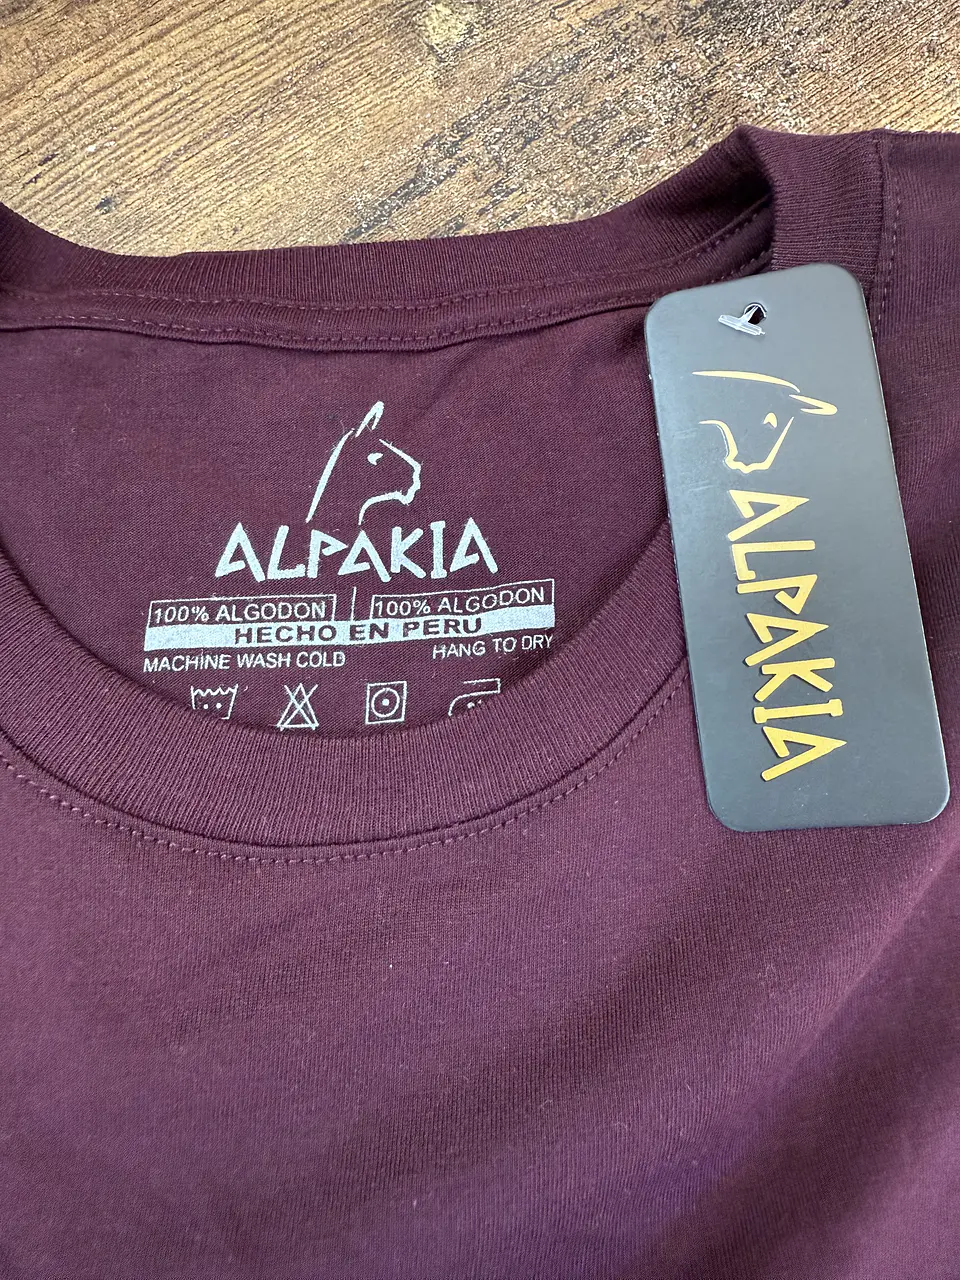 ALPAKIA
100% ALGODON | 100% ALGODON
HECHO EN PERU
MACHINE WASH COLD HANG TO DRY
ALPAKIA